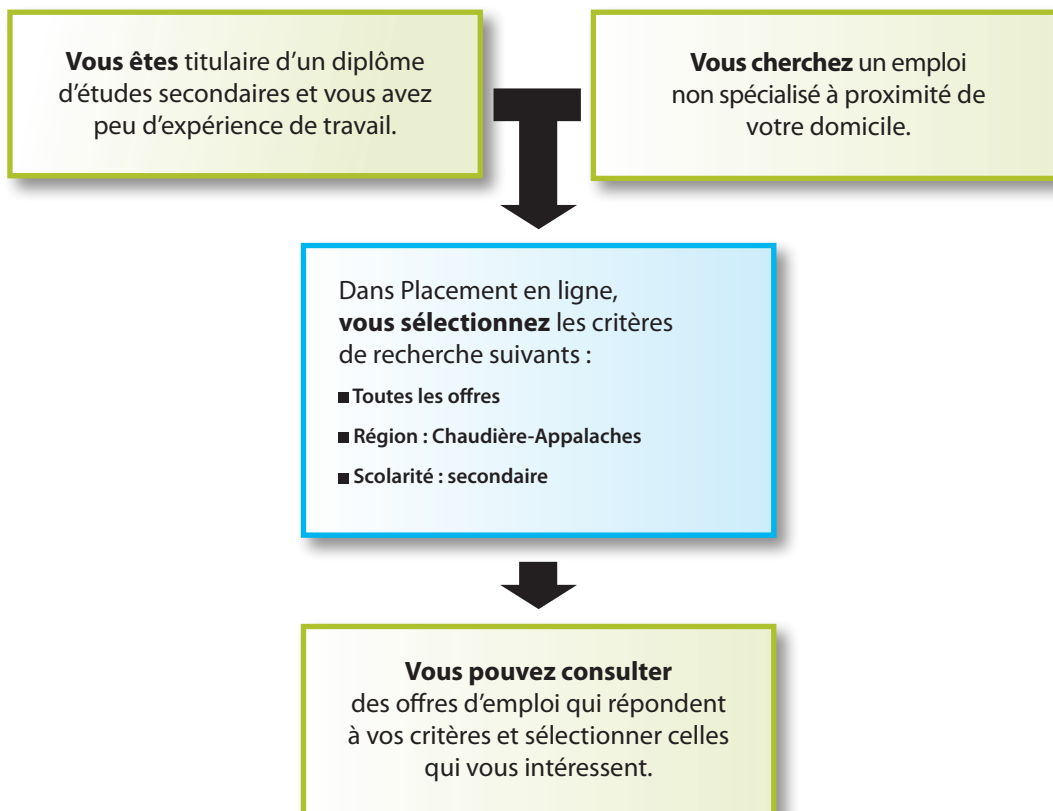 Vous êtes titulaire d'un diplôme
d'études secondaires et vous avez
peu d'expérience de travail.
Vous cherchez un emploi
non spécialisé à proximité de
votre domicile.
Dans Placement en ligne,
vous sélectionnez les critères
de recherche suivants :
■ Toutes les offres
■ Région : Chaudière-Appalaches
■ Scolarité : secondaire
Vous pouvez consulter
des offres d'emploi qui répondent
à vos critères et sélectionner celles
qui vous intéressent.